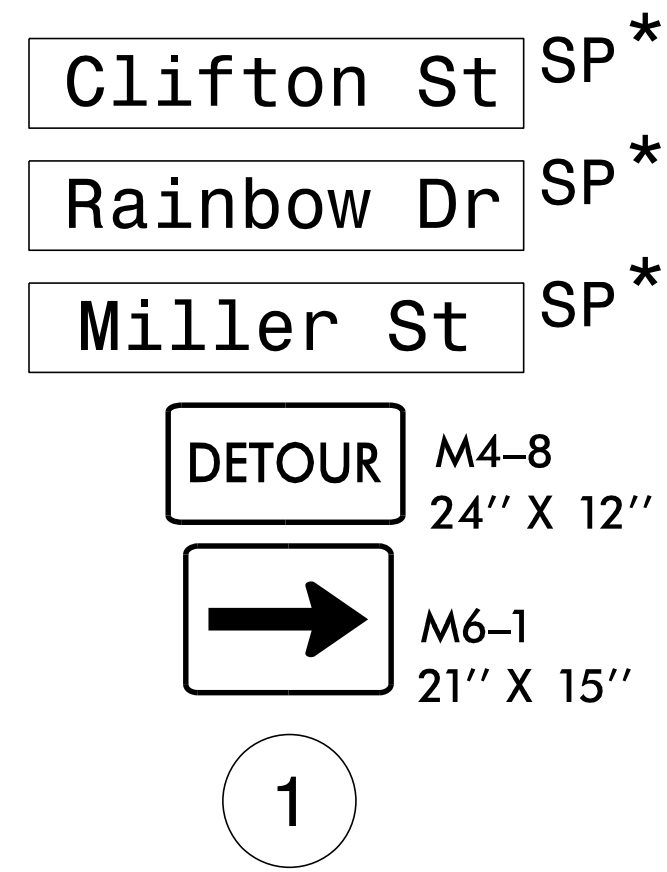 Clifton St SP*
Rainbow Dr SP*
Miller St SP*
DETOUR M4–8
24'' X 12''
M6–1
21'' X 15''
1